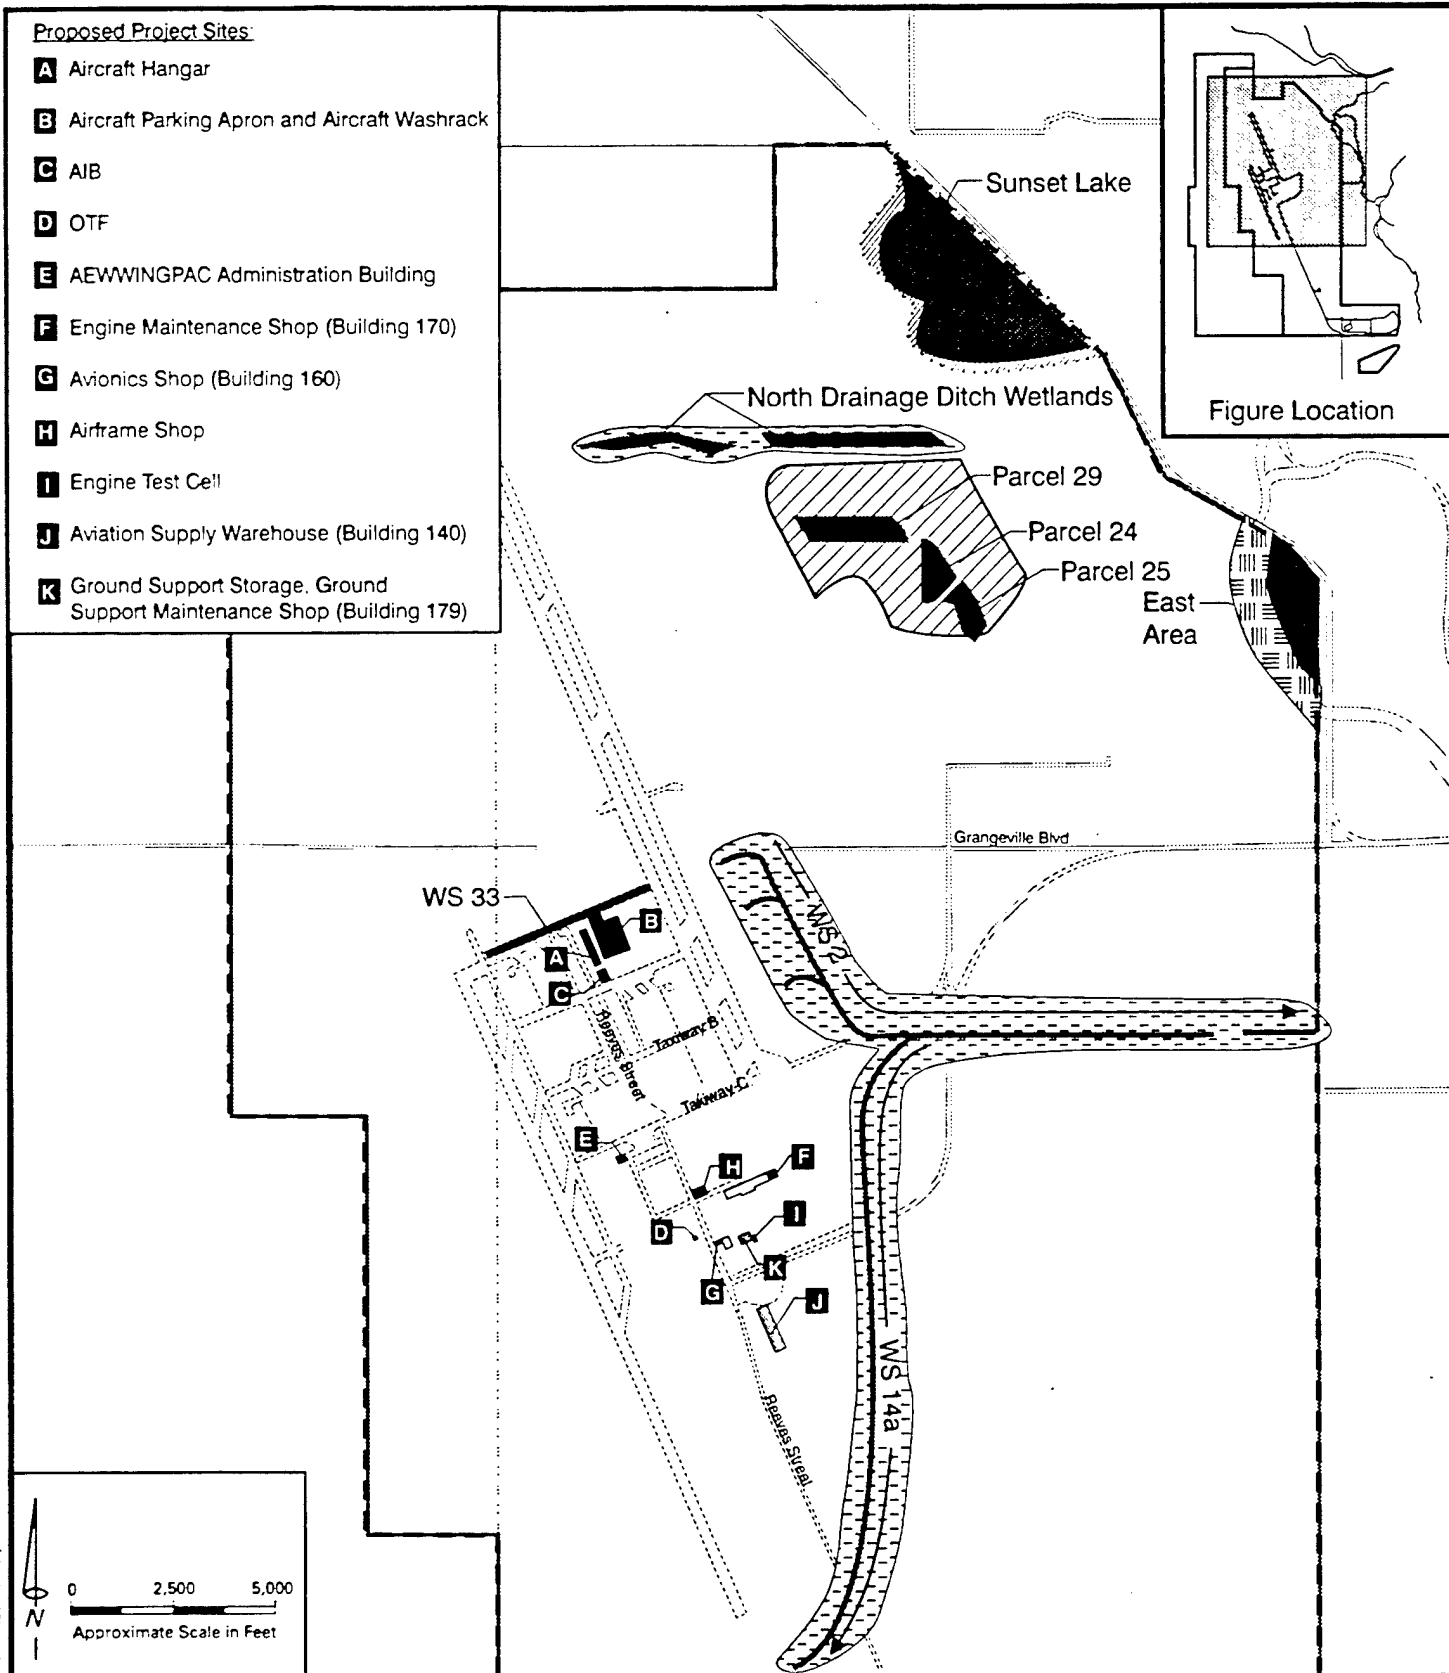 Proposed Project Sites:
A Aircraft Hangar
B Aircraft Parking Apron and Aircraft Washrack
C AIB
D OTF
E AEWWINGPAC Administration Building
F Engine Maintenance Shop (Building 170)
G Avionics Shop (Building 160)
H Airframe Shop
I Engine Test Cell
J Aviation Supply Warehouse (Building 140)
K Ground Support Storage, Ground
Support Maintenance Shop (Building 179)
Sunset Lake
Figure Location
North Drainage Ditch Wetlands
Parcel 29
Parcel 24
Parcel 25
East
Area
Grangeville Blvd
WS 33
B
A
C
WS 2
Reeves Street
Taxiway B
Taxiway C
E
H
F
D
I
K
G
J
WS 14a
Reeves Street
N
0 2,500 5,000
Approximate Scale in Feet